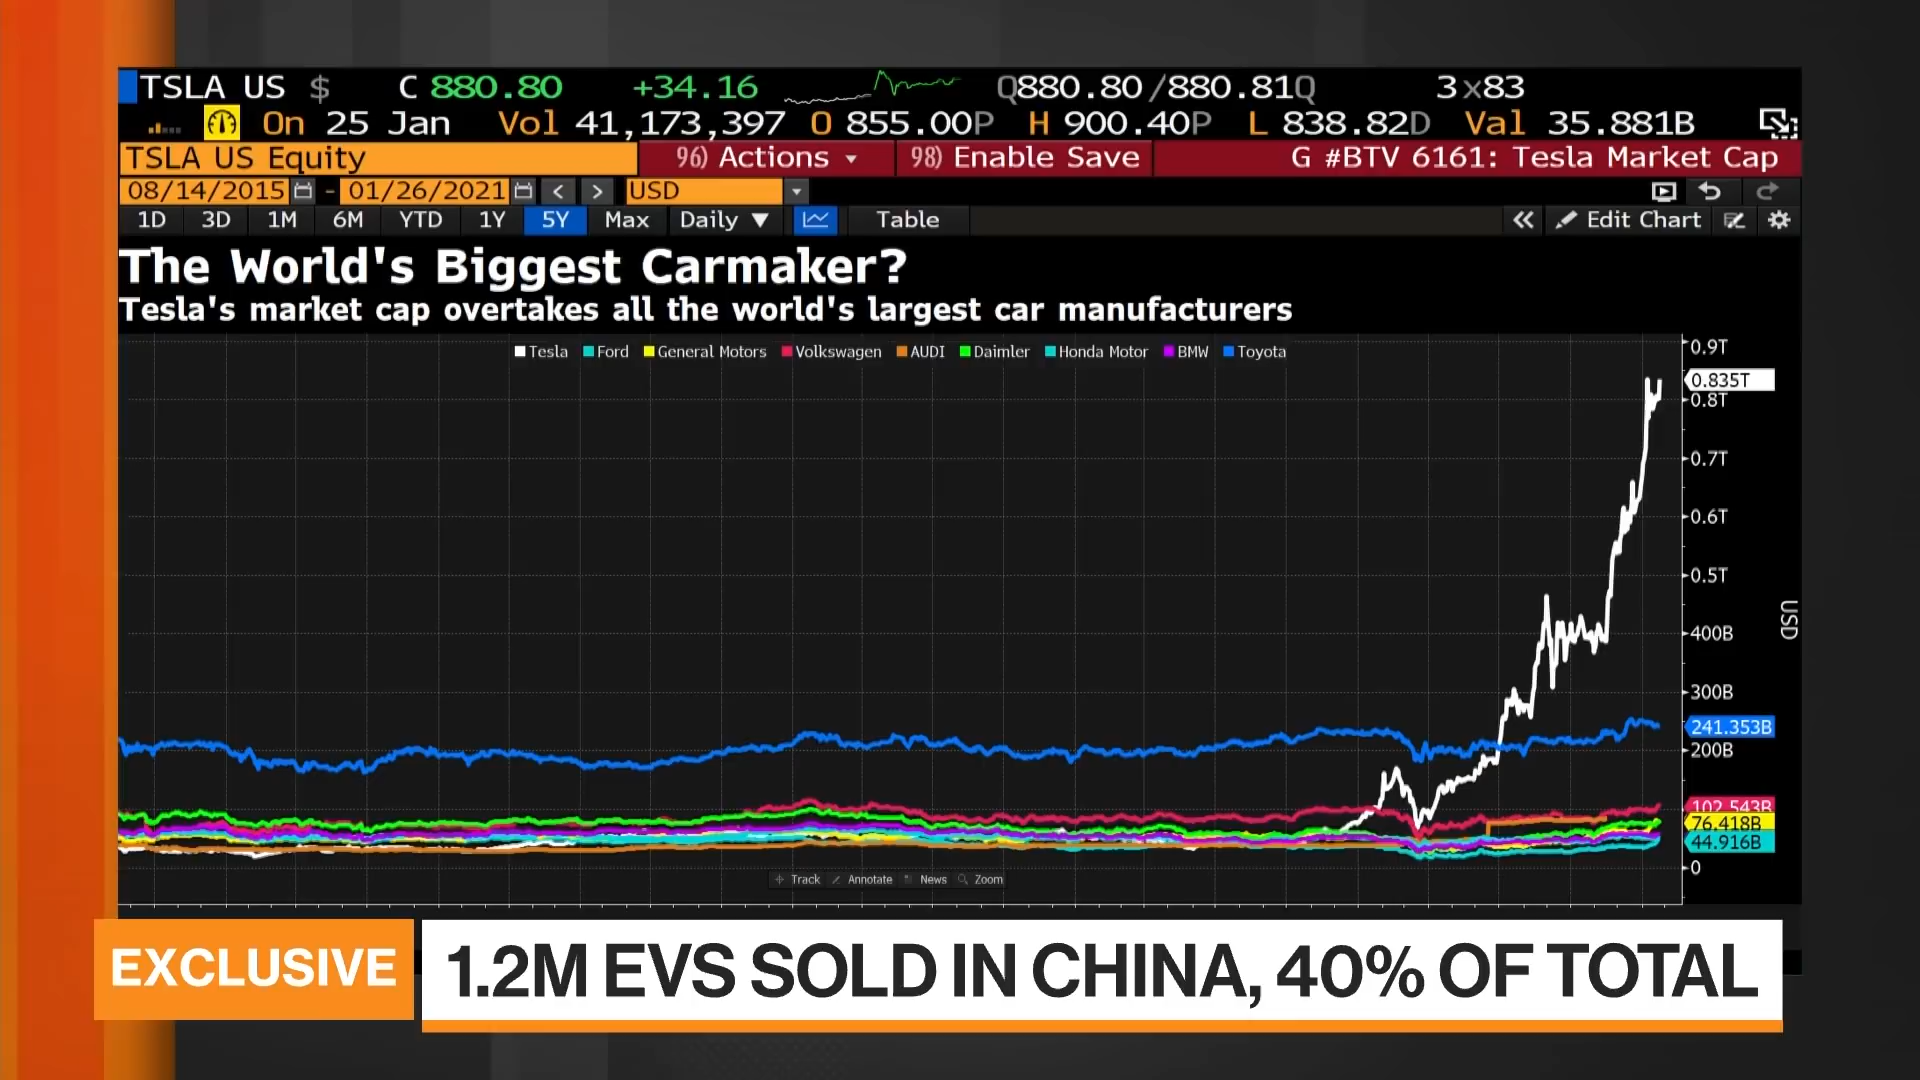 TSLA US $ C 880.80 +34.16 Q880.80/880.81Q 3x83
On 25 Jan Vol 41,173,397 O 855.00P H 900.40P L 838.82D Val 35.881B
TSLA US Equity 96) Actions 98) Enable Save G #BTV 6161: Tesla Market Cap
08/14/2015 - 01/26/2021 < > USD
1D 3D 1M 6M YTD 1Y 5Y Max Daily ▼ Table « Edit Chart
The World's Biggest Carmaker?
Tesla's market cap overtakes all the world's largest car manufacturers
Tesla Ford General Motors Volkswagen AUDI Daimler Honda Motor BMW Toyota
0.9T
0.835T
0.8T
0.7T
0.6T
0.5T
USD
400B
300B
241.353B
200B
102.543B
76.418B
44.916B
0
Track Annotate News Zoom
EXCLUSIVE
1.2M EVS SOLD IN CHINA, 40% OF TOTAL